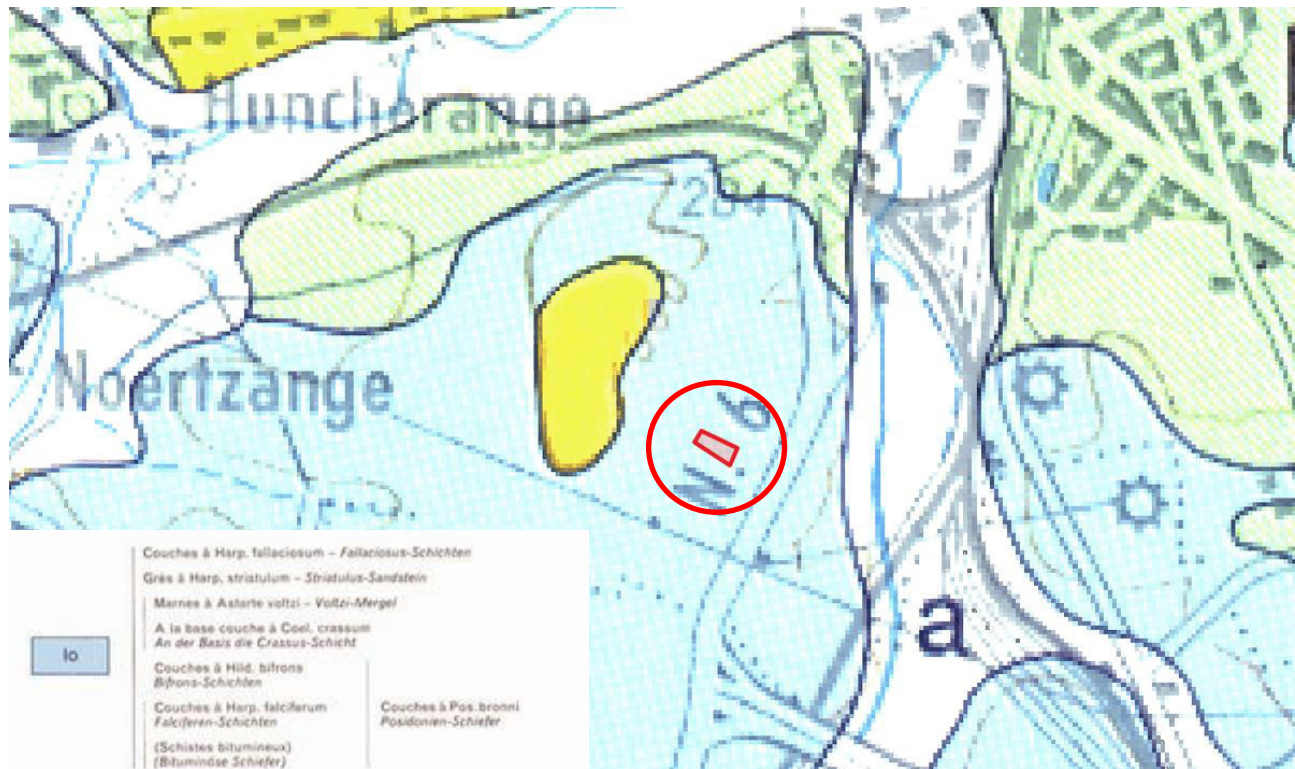 Huncherange
284
Noertzange
N. 6
a
Couches à Harp. fallaciosum – Fallaciosus-Schichten
Grès à Harp. striatulum – Striatulus-Sandstein
Marnes à Astarte voltzi – Voltzi-Mergel
A la base couche à Coel. crassum
An der Basis die Crassus-Schicht
lo
Couches à Hild. bifrons
Bifrons-Schichten
Couches à Harp. falciferum
Falciferen-Schichten
Couches à Pos. bronni
Posidonien-Schiefer
(Schistes bitumineux)
(Bituminöse Schiefer)